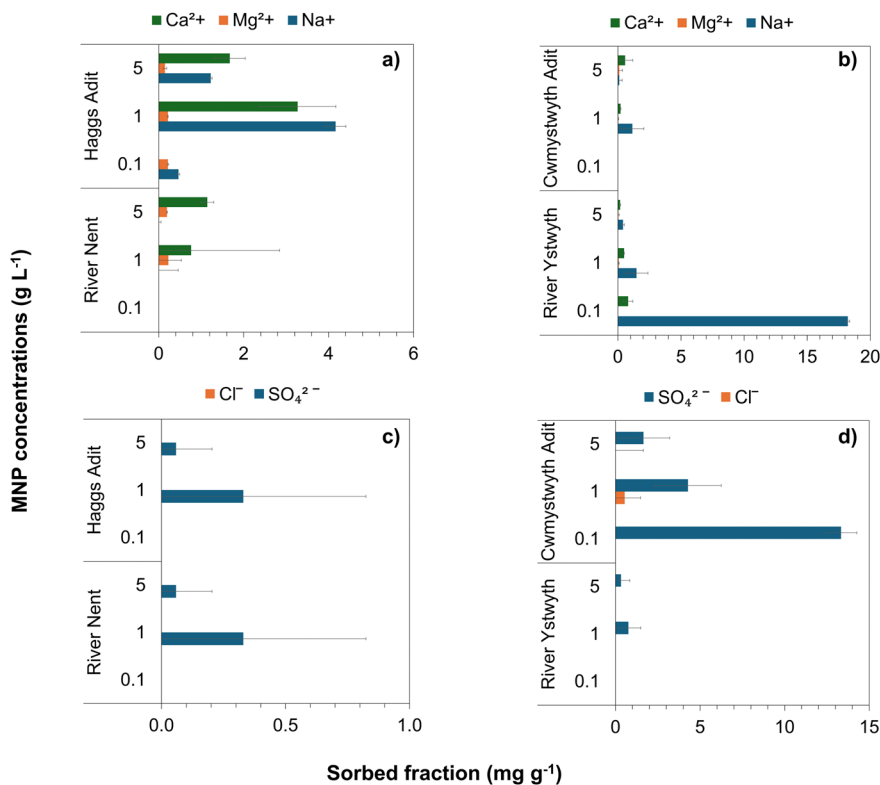 Ca²+ Mg²+ Na+
a)
Haggs Adit
5
1
0.1
River Nent
5
1
0.1
0 2 4 6
Ca²+ Mg²+ Na+
b)
Cwmystwyth Adit
5
1
0.1
River Ystwyth
5
1
0.1
0 5 10 15 20
MNP concentrations (g L⁻¹)
Cl⁻ SO₄²⁻
c)
Haggs Adit
5
1
0.1
River Nent
5
1
0.1
0.0 0.5 1.0
SO₄²⁻ Cl⁻
d)
Cwmystwyth Adit
5
1
0.1
River Ystwyth
5
1
0.1
0 5 10 15
Sorbed fraction (mg g⁻¹)